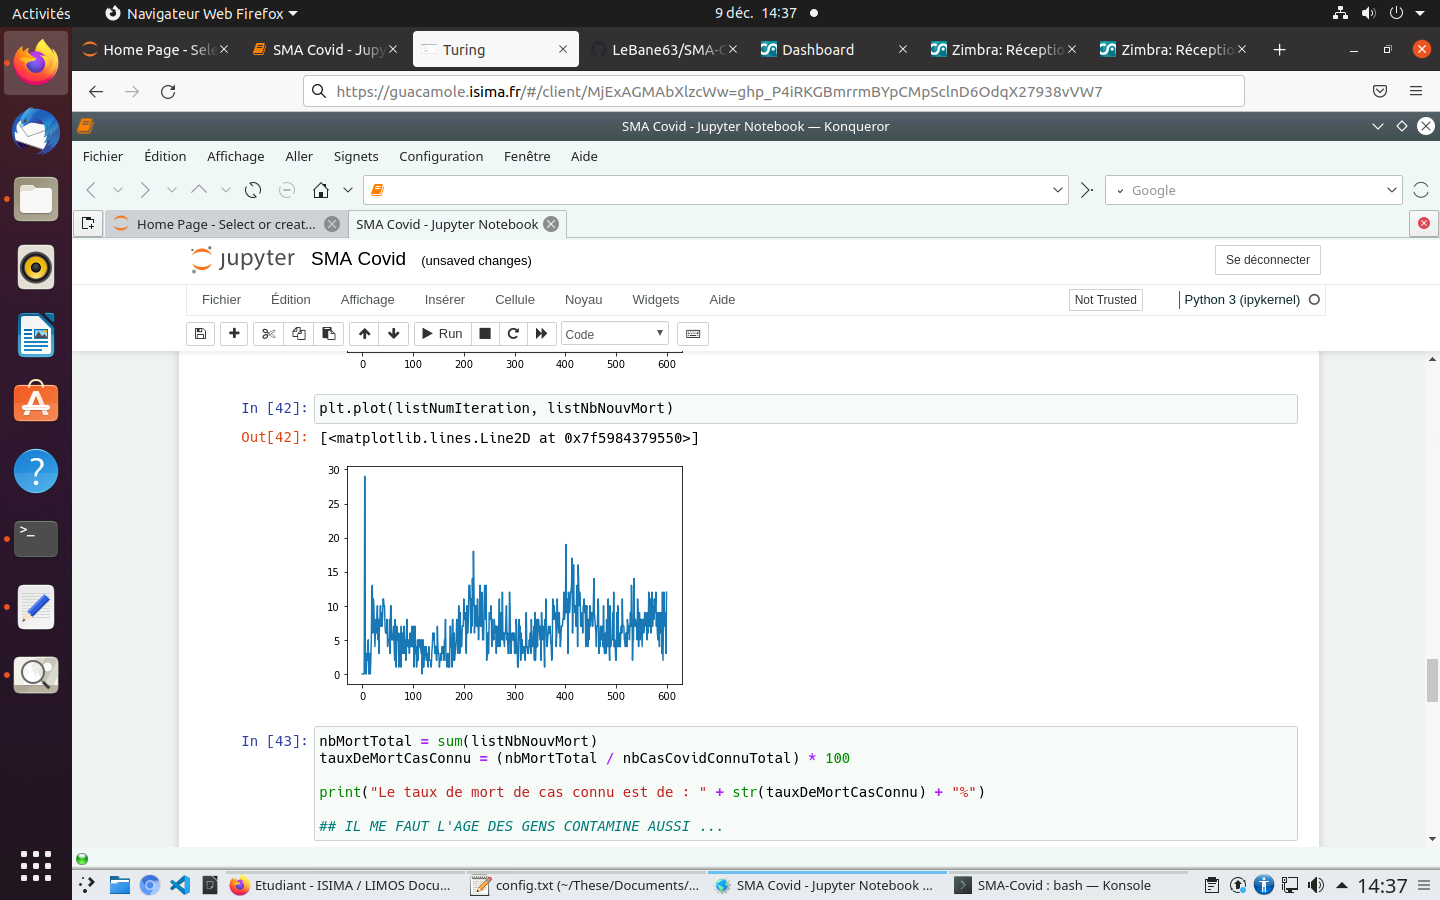 Activités
Navigateur Web Firefox
9 déc. 14:37
Home Page - Sele
SMA Covid - Jupy
Turing
LeBane63/SMA-C
Dashboard
Zimbra: Réceptio
Zimbra: Réceptio
SMA Covid - Jupyter Notebook — Konqueror
Fichier
Édition
Affichage
Aller
Signets
Configuration
Fenêtre
Aide
Google
Home Page - Select or creat...
SMA Covid - Jupyter Notebook
jupyter
SMA Covid
(unsaved changes)
Se déconnecter
Fichier
Édition
Affichage
Insérer
Cellule
Noyau
Widgets
Aide
Not Trusted
Python 3 (ipykernel)
Run
Code
0 100 200 300 400 500 600
In [42]:
plt.plot(listNumIteration, listNbNouvMort)
Out[42]:
[<matplotlib.lines.Line2D at 0x7f5984379550>]
30
25
20
15
10
5
0
0 100 200 300 400 500 600
In [43]:
nbMortTotal = sum(listNbNouvMort)
tauxDeMortCasConnu = (nbMortTotal / nbCasCovidConnuTotal) * 100
print("Le taux de mort de cas connu est de : " + str(tauxDeMortCasConnu) + "%")
## IL ME FAUT L'AGE DES GENS CONTAMINE AUSSI ...
Etudiant - ISIMA / LIMOS Docu...
config.txt (~/These/Documents/...
SMA Covid - Jupyter Notebook ...
SMA-Covid : bash — Konsole
14:37